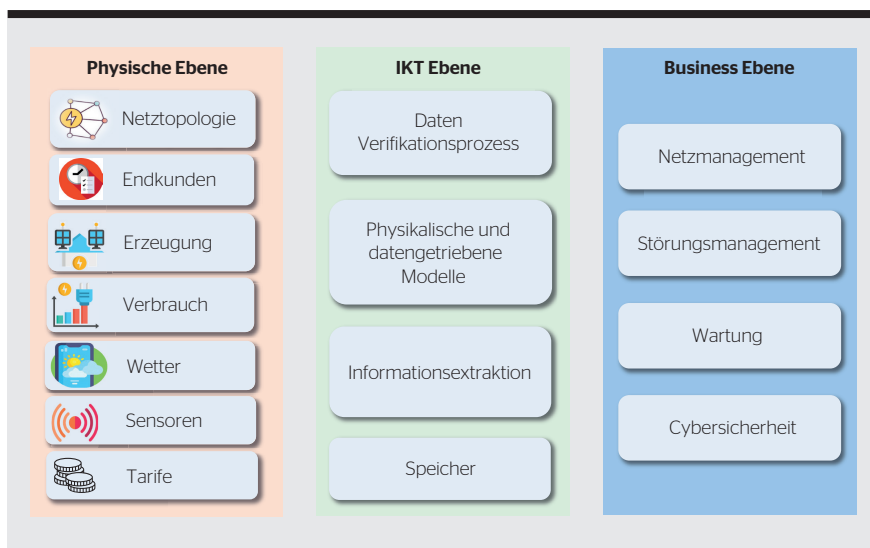 Physische Ebene
Netztopologie
Endkunden
Erzeugung
Verbrauch
Wetter
Sensoren
Tarife
IKT Ebene
Daten
Verifikationsprozess
Physikalische und
datengetriebene
Modelle
Informationsextraktion
Speicher
Business Ebene
Netzmanagement
Störungsmanagement
Wartung
Cybersicherheit